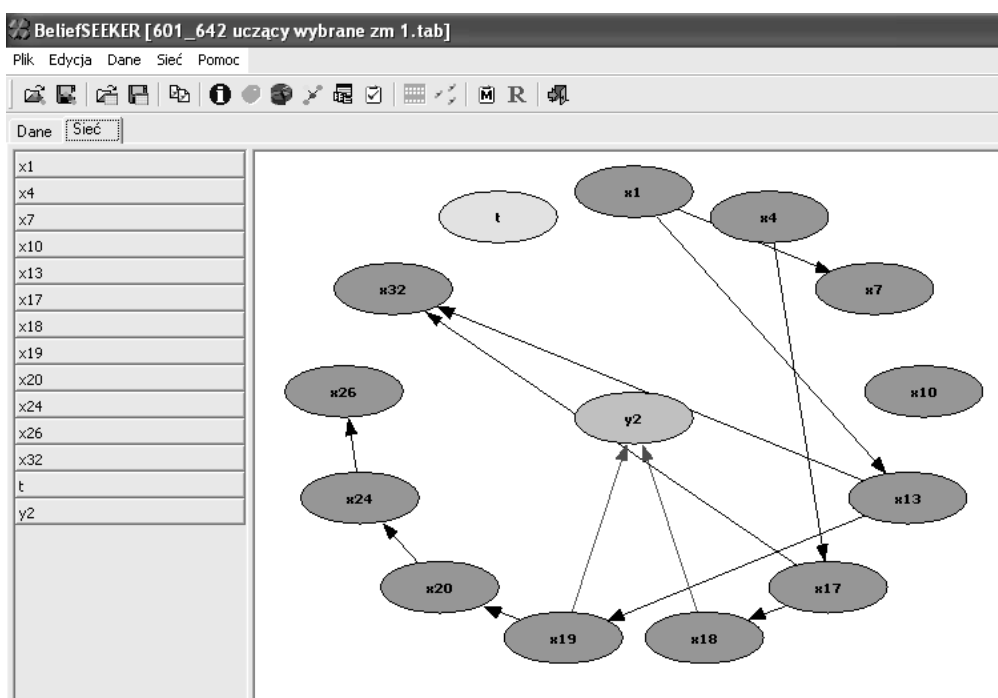 BeliefSEEKER [601_642 uczący wybrane zm 1.tab]
Plik Edycja Dane Sieć Pomoc
M R
Dane Sieć
x1
x4
x7
x10
x13
x17
x18
x19
x20
x24
x26
x32
t
y2
x1
t
x4
x32
x7
x26
x10
y2
x24
x13
x20
x17
x19
x18